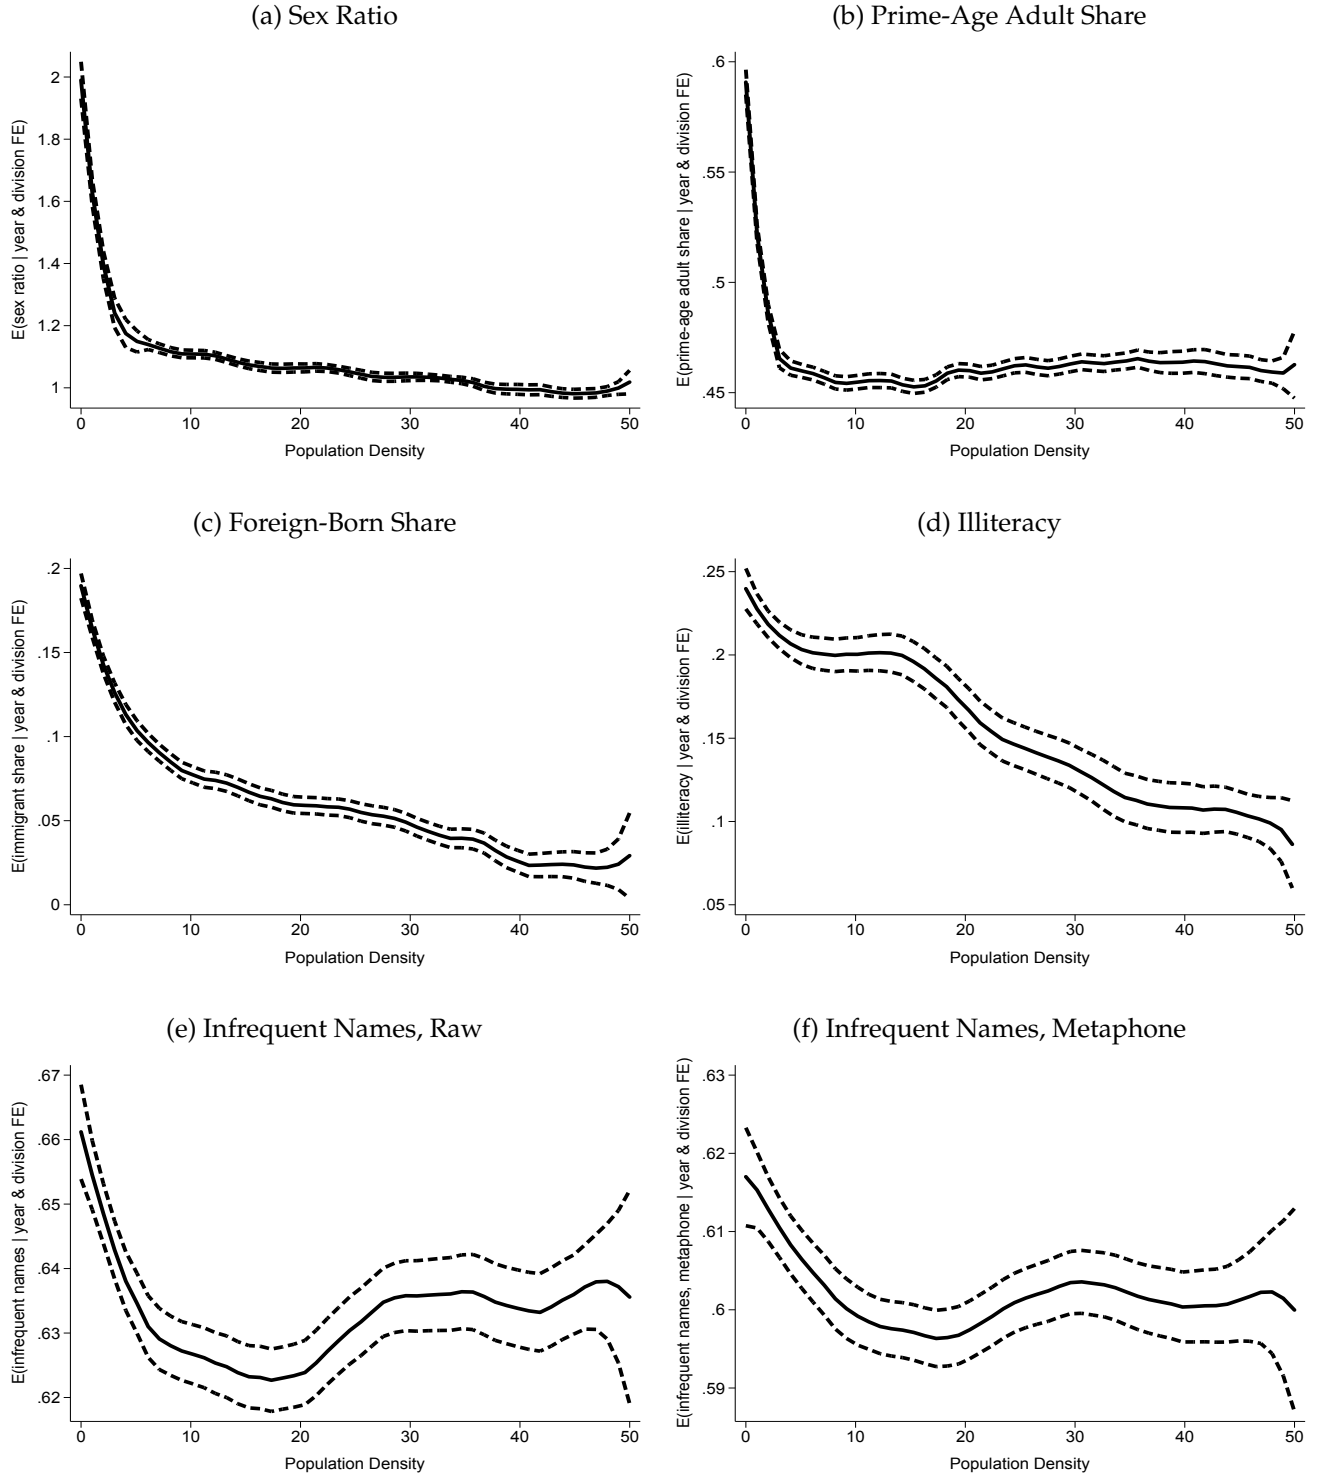 (a) Sex Ratio
E(sex ratio | year & division FE)
2
1.8
1.6
1.4
1.2
1
0 10 20 30 40 50
Population Density
(b) Prime-Age Adult Share
E(prime-age adult share | year & division FE)
.6
.55
.5
.45
0 10 20 30 40 50
Population Density
(c) Foreign-Born Share
E(immigrant share | year & division FE)
.2
.15
.1
.05
0
0 10 20 30 40 50
Population Density
(d) Illiteracy
E(illiteracy | year & division FE)
.25
.2
.15
.1
.05
0 10 20 30 40 50
Population Density
(e) Infrequent Names, Raw
E(infrequent names | year & division FE)
.67
.66
.65
.64
.63
.62
0 10 20 30 40 50
Population Density
(f) Infrequent Names, Metaphone
E(infrequent names, metaphone | year & division FE)
.63
.62
.61
.6
.59
0 10 20 30 40 50
Population Density